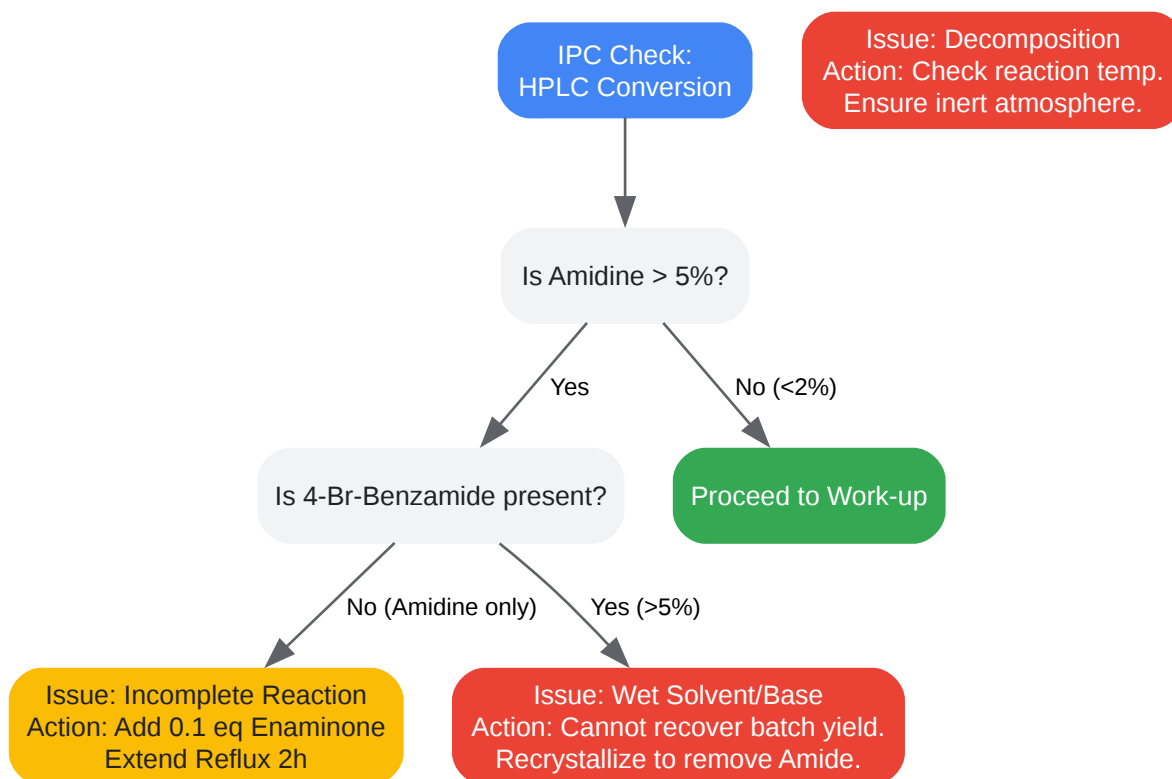 IPC Check:
HPLC Conversion
Issue: Decomposition
Action: Check reaction temp.
Ensure inert atmosphere.
Is Amidine > 5%?
Yes
No (<2%)
Is 4-Br-Benzamide present?
Proceed to Work-up
No (Amidine only)
Yes (>5%)
Issue: Incomplete Reaction
Action: Add 0.1 eq Enaminone
Extend Reflux 2h
Issue: Wet Solvent/Base
Action: Cannot recover batch yield.
Recrystallize to remove Amide.